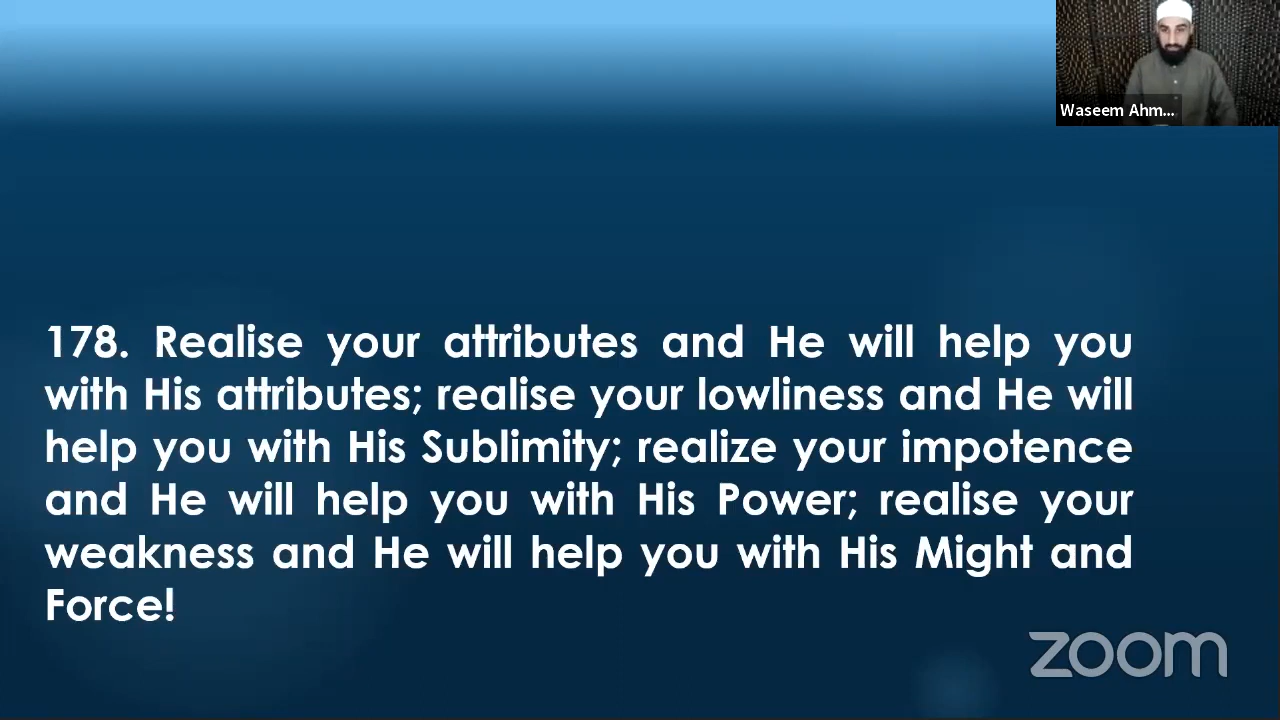 Waseem Ahm...
178. Realise your attributes and He will help you
with His attributes; realise your lowliness and He will
help you with His Sublimity; realize your impotence
and He will help you with His Power; realise your
weakness and He will help you with His Might and
Force!
zoom